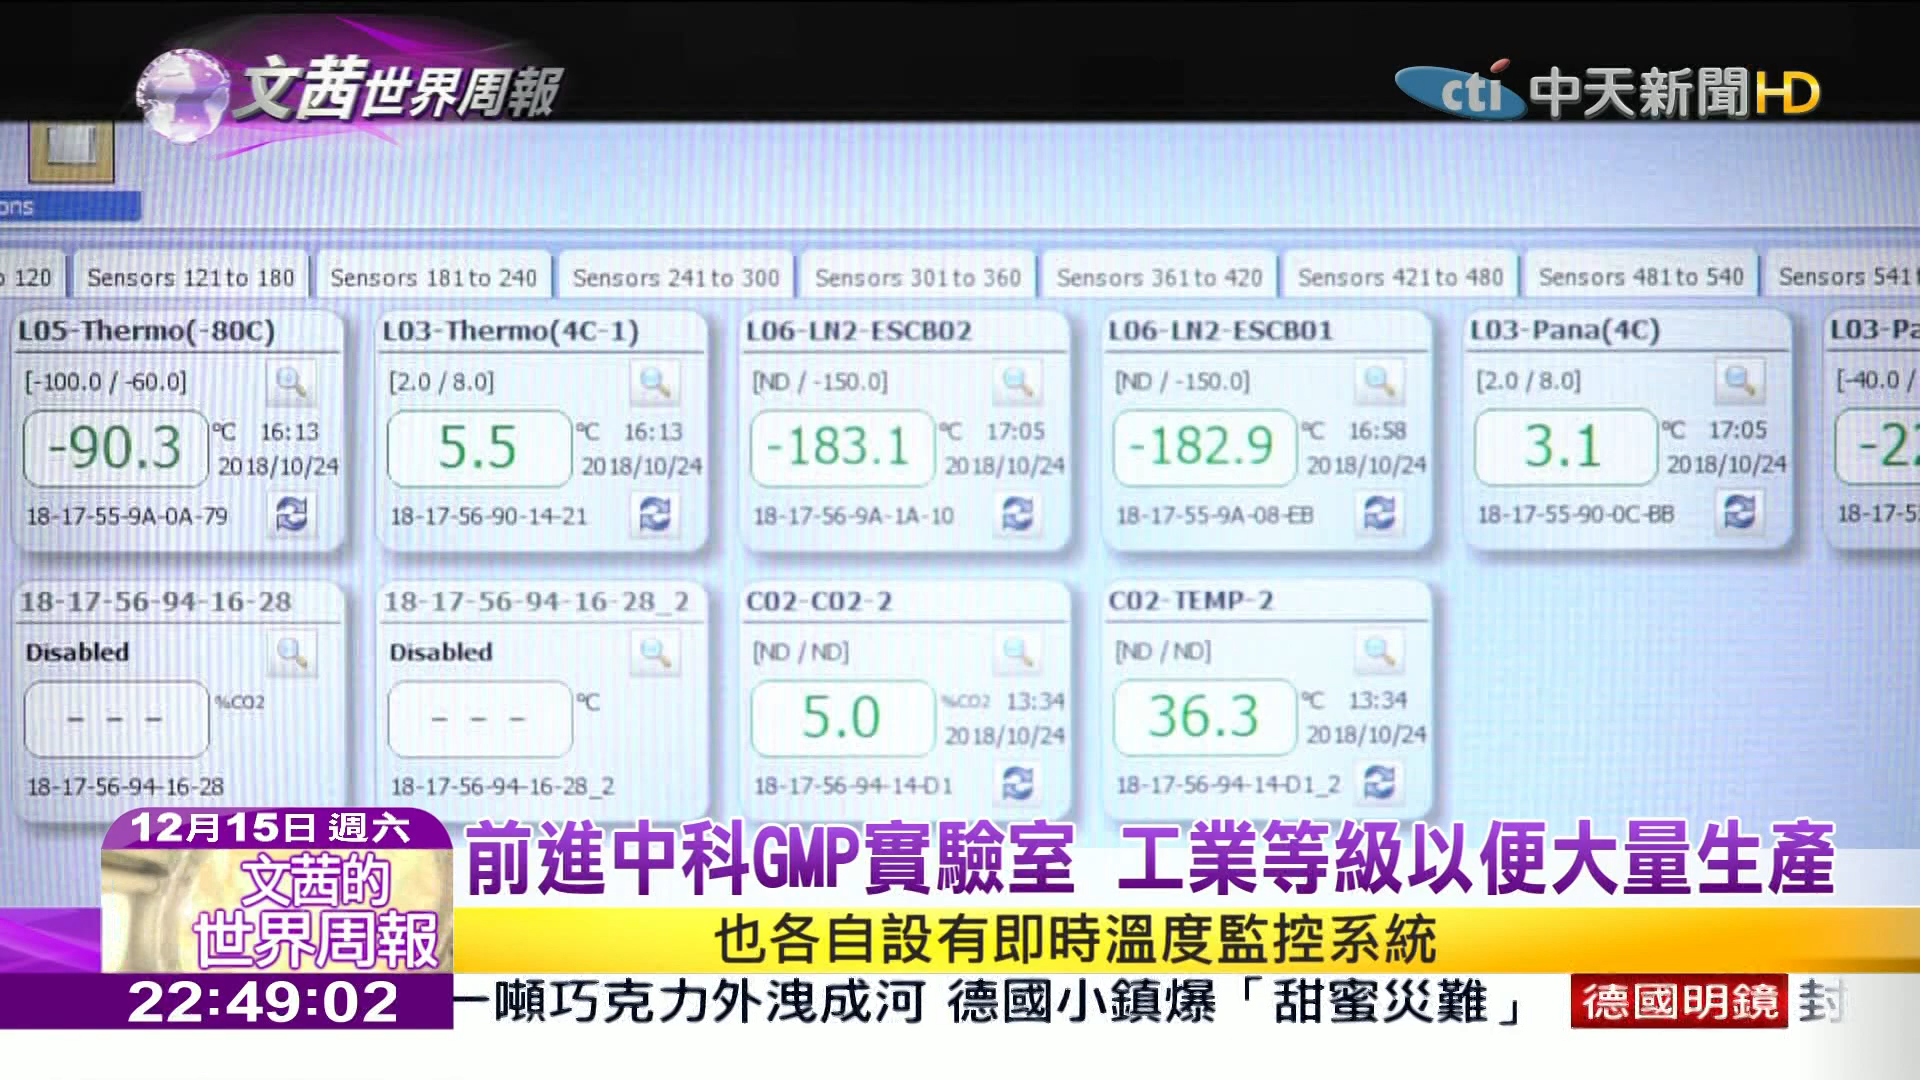 文茜世界周報
cti 中天新聞HD
ons
120
Sensors 121 to 180
Sensors 181 to 240
Sensors 241 to 300
Sensors 301 to 360
Sensors 361 to 420
Sensors 421 to 480
Sensors 481 to 540
Sensors 541
L05-Thermo(-80C)
[-100.0 / -60.0]
-90.3 ℃ 16:13
2018/10/24
18-17-55-9A-0A-79
L03-Thermo(4C-1)
[2.0 / 8.0]
5.5 ℃ 16:13
2018/10/24
18-17-56-90-14-21
L06-LN2-ESCB02
[ND / -150.0]
-183.1 ℃ 17:05
2018/10/24
18-17-56-9A-1A-10
L06-LN2-ESCB01
[ND / -150.0]
-182.9 ℃ 16:58
2018/10/24
18-17-55-9A-08-EB
L03-Pana(4C)
[2.0 / 8.0]
3.1 ℃ 17:05
2018/10/24
18-17-55-90-0C-BB
L03-Pa
[-40.0 /
-22
18-17-5
18-17-56-94-16-28
Disabled
- - - %CO2
18-17-56-94-16-28
18-17-56-94-16-28_2
Disabled
- - - ℃
18-17-56-94-16-28_2
C02-C02-2
[ND / ND]
5.0 %CO2 13:34
2018/10/24
18-17-56-94-14-D1
C02-TEMP-2
[ND / ND]
36.3 ℃ 13:34
2018/10/24
18-17-56-94-14-D1_2
12月15日 週六
文茜的
世界周報
前進中科GMP實驗室 工業等級以便大量生產
也各自設有即時溫度監控系統
22:49:02
一噸巧克力外洩成河 德國小鎮爆「甜蜜災難」 德國明鏡 封